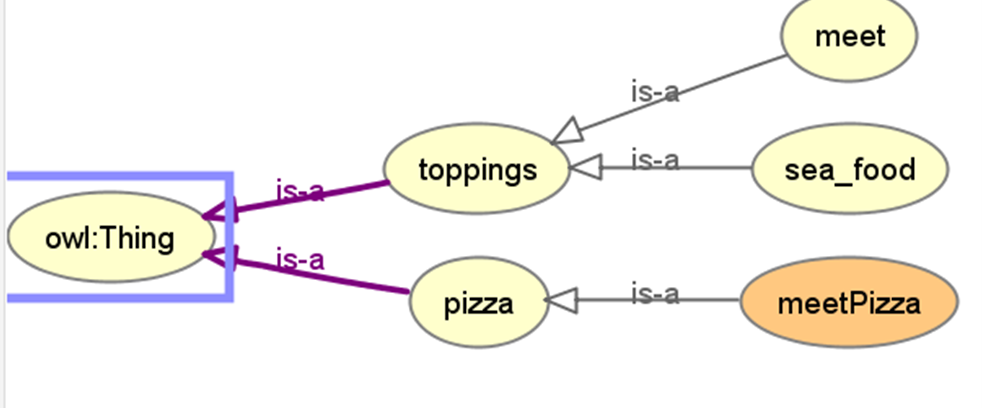 meet
is-a
toppings
is-a
sea_food
is-a
owl:Thing
is-a
pizza
is-a
meetPizza